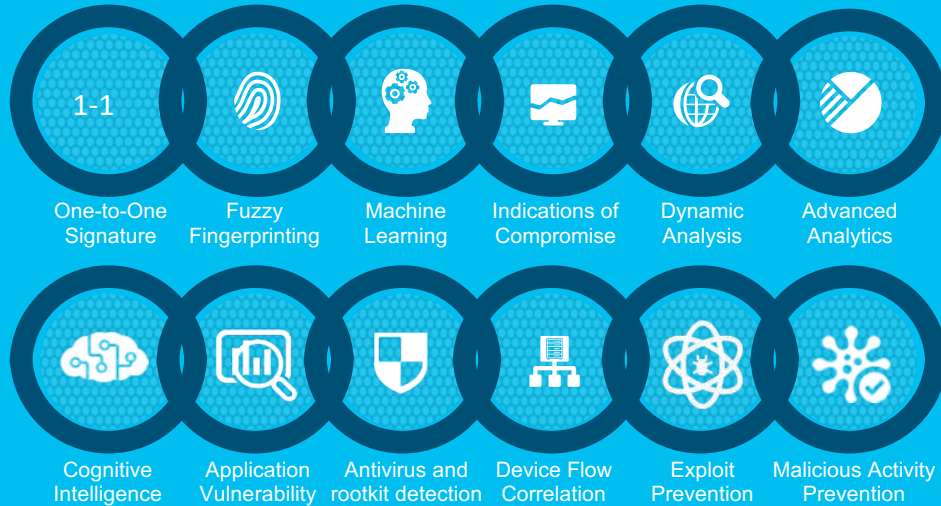 1-1
One-to-One
Signature
Fuzzy
Fingerprinting
Machine
Learning
Indications of
Compromise
Dynamic
Analysis
Advanced
Analytics
Cognitive
Intelligence
Application
Vulnerability
Antivirus and
rootkit detection
Device Flow
Correlation
Exploit
Prevention
Malicious Activity
Prevention